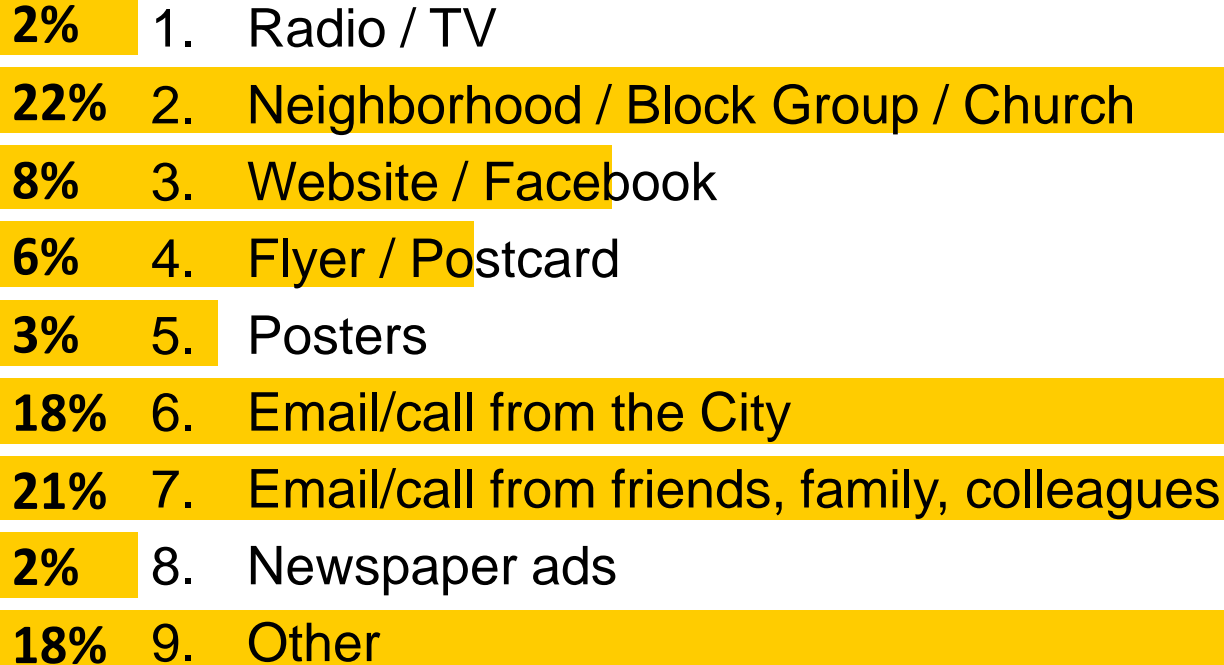 2% 1. Radio / TV
22% 2. Neighborhood / Block Group / Church
8% 3. Website / Facebook
6% 4. Flyer / Postcard
3% 5. Posters
18% 6. Email/call from the City
21% 7. Email/call from friends, family, colleagues
2% 8. Newspaper ads
18% 9. Other